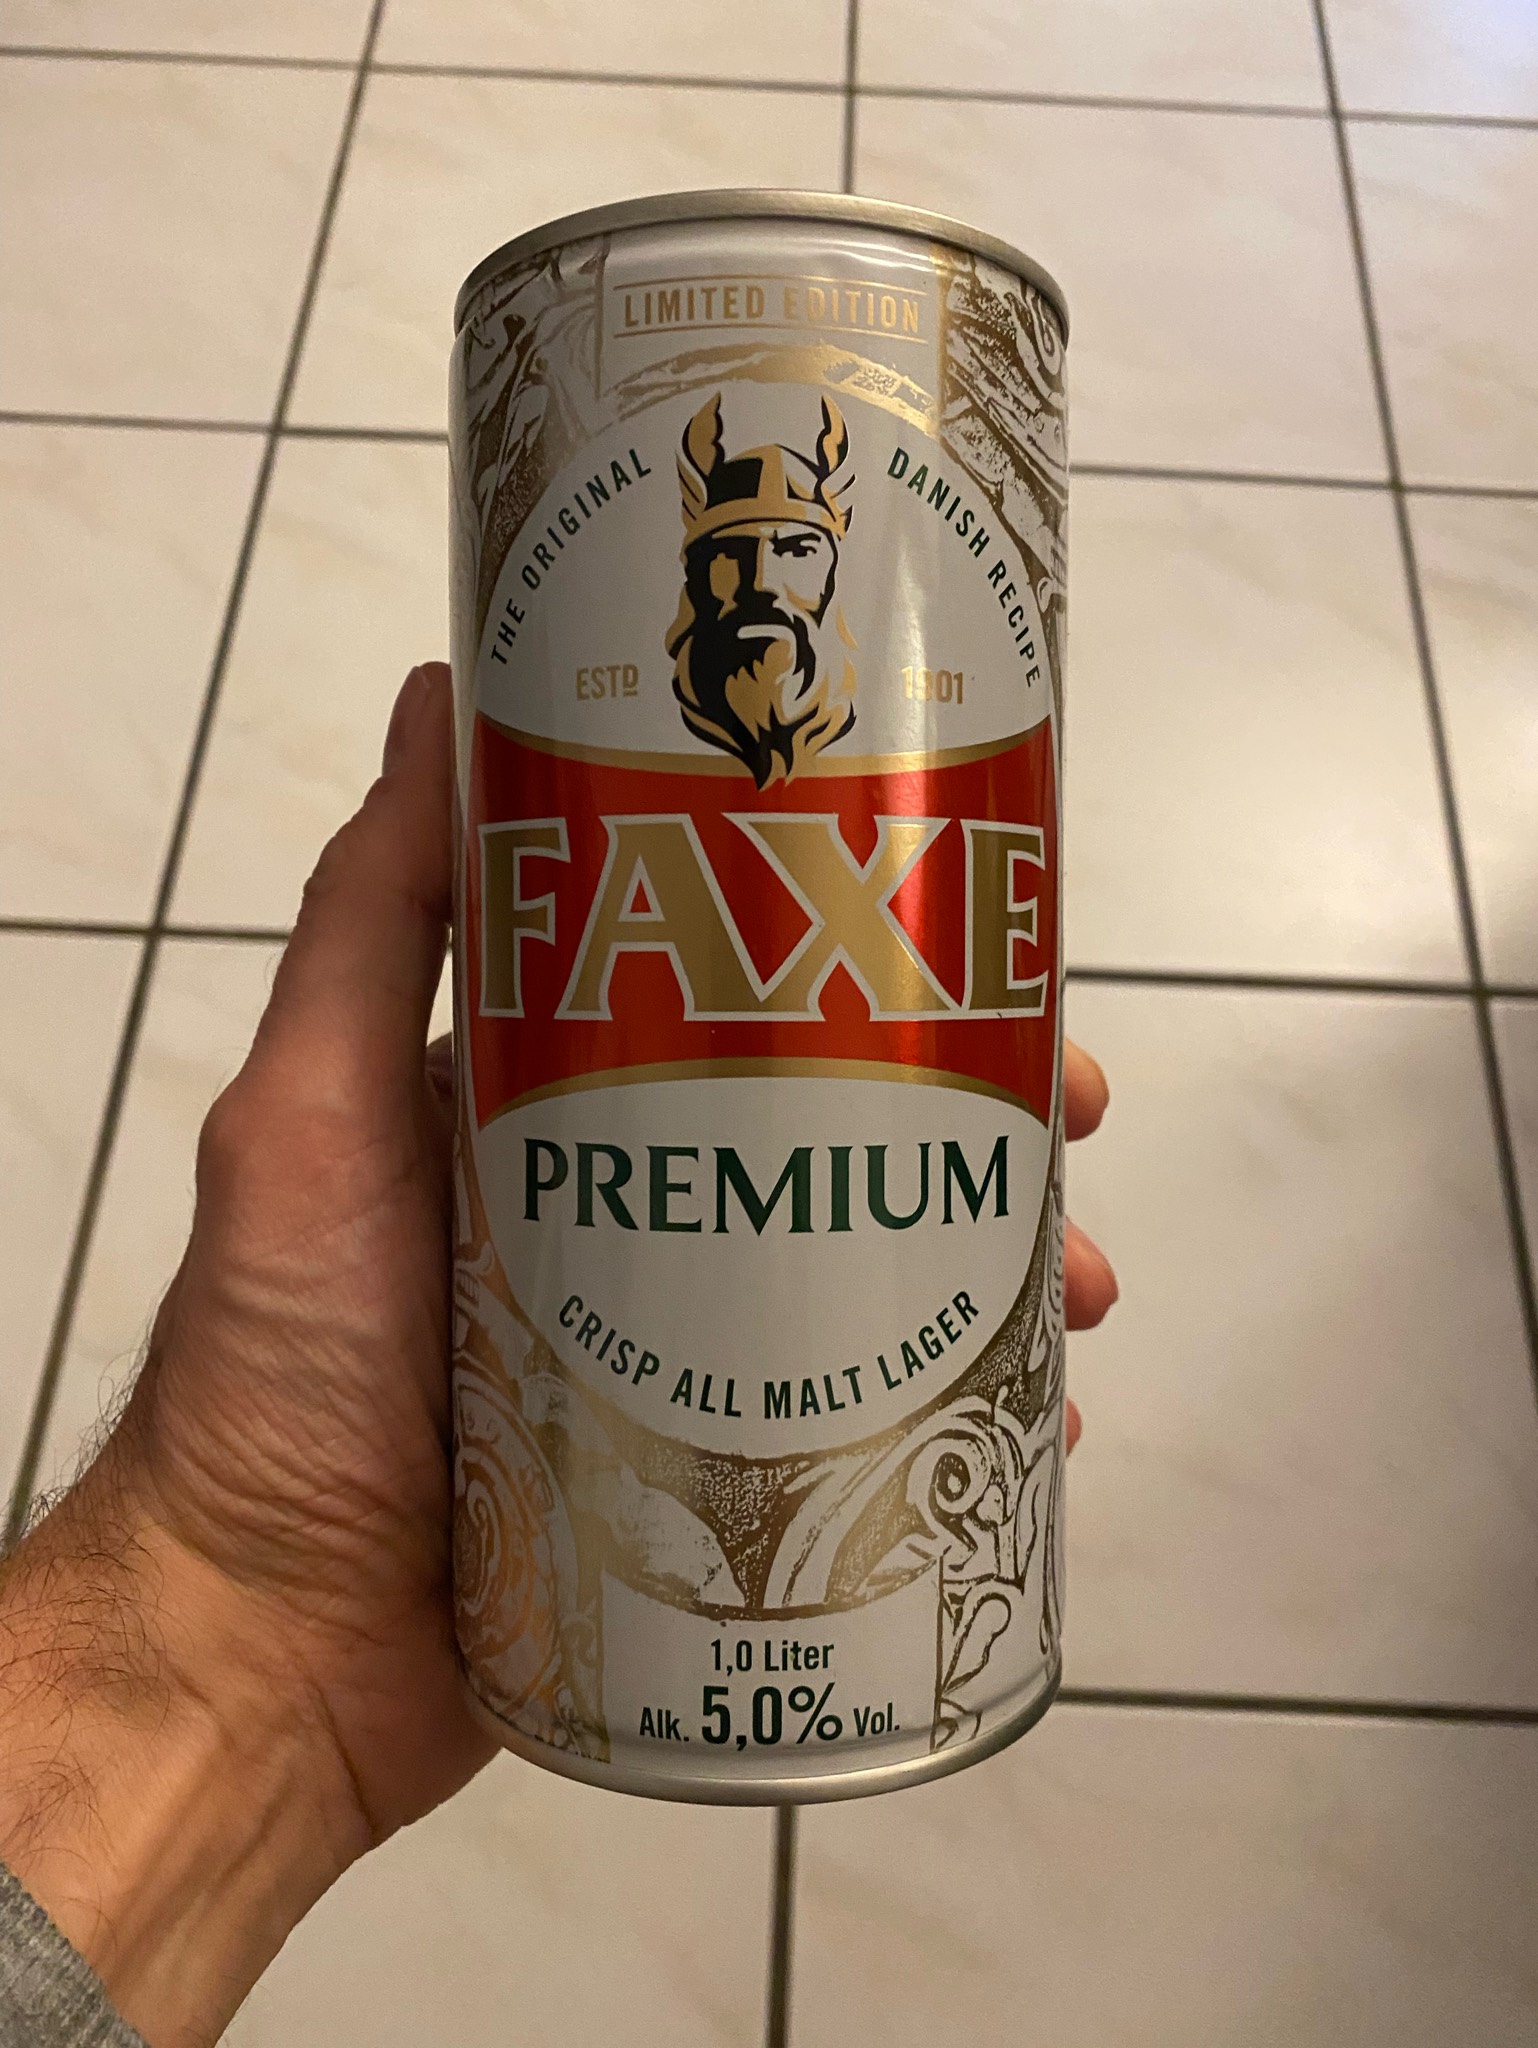 LIMITED EDITION
THE ORIGINAL DANISH RECIPE
ESTD 1901
FAXE
PREMIUM
CRISP ALL MALT LAGER
1,0 Liter
Alk. 5,0% Vol.